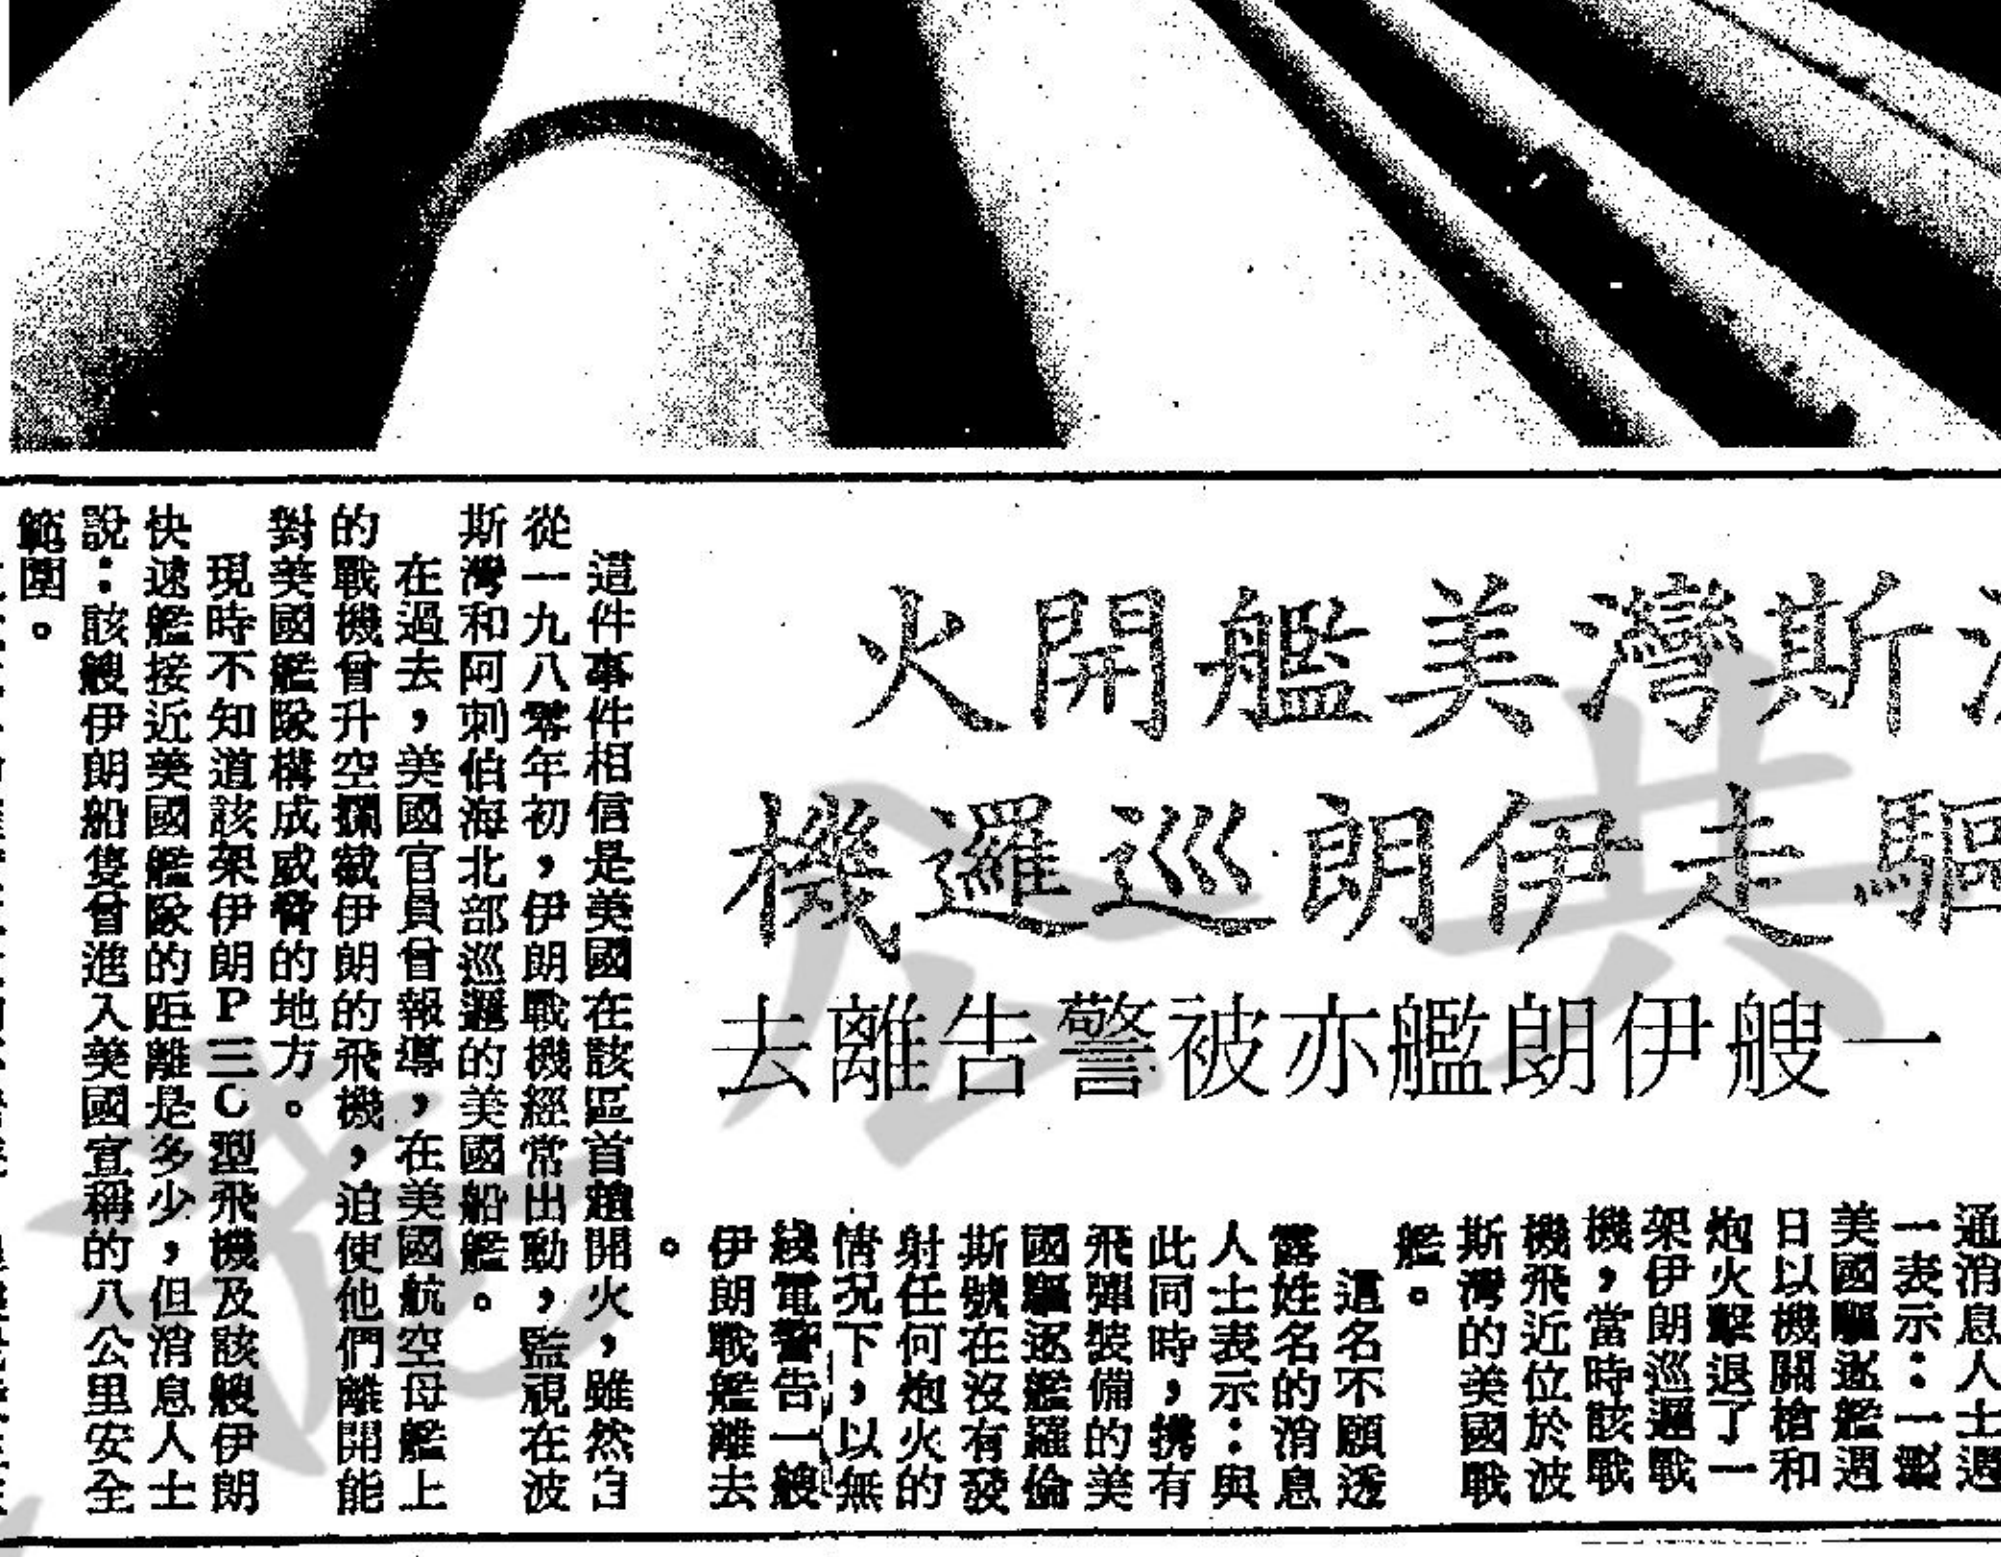 斯灣美艦開火
驅走伊朗巡邏機
一艘伊朗艦亦被警告離去
通消息人士週
一表示：一艘
美國驅逐艦週
日以機關槍和
炮火擊退了一
架伊朗巡邏戰
機，當時該戰
機飛近位於波
斯灣的美國戰
艦。
這名不願透
露姓名的消息
人士表示：與
此同時，携有
飛彈裝備的美
國驅逐艦羅倫
斯號在沒有發
射任何炮火的
情況下，以無
綫電警告一艘
伊朗戰艦離去
。
這件事件相信是美國在該區首趟開火，雖然自
從一九八零年初，伊朗戰機經常出動，監視在波
斯灣和阿刺伯海北部巡邏的美國船艦。
在過去，美國官員曾報導，在美國航空母艦上
的戰機曾升空攔截伊朗的飛機，迫使他們離開能
對美國艦隊構成威脅的地方。
現時不知道該架伊朗P三C型飛機及該艘伊朗
快速艦接近美國艦隊的距離是多少，但消息人士
說：該艘伊朗船隻曾進入美國宣稱的八公里安全
範圍。